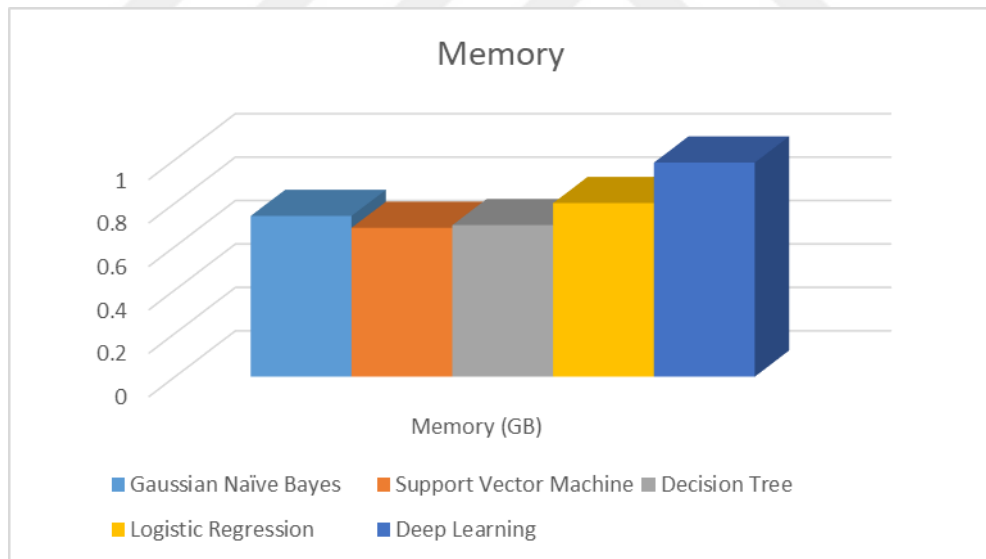 Memory
1
0.8
0.6
0.4
0.2
0
Memory (GB)
Gaussian Naïve Bayes Support Vector Machine Decision Tree
Logistic Regression Deep Learning